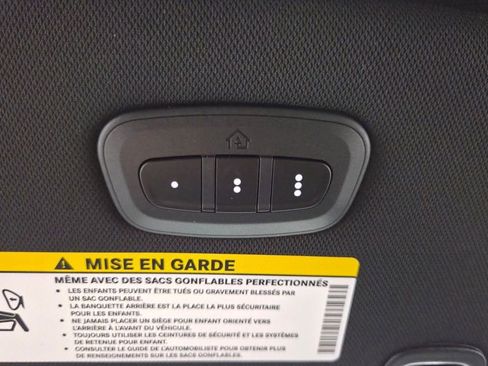 MISE EN GARDE
MÊME AVEC DES SACS GONFLABLES PERFECTIONNÉS
• LES ENFANTS PEUVENT ÊTRE TUÉS OU GRAVEMENT BLESSÉS PAR
UN SAC GONFLABLE.
• LA BANQUETTE ARRIÈRE EST LA PLACE LA PLUS SÉCURITAIRE
POUR LES ENFANTS.
• NE JAMAIS PLACER UN SIÈGE POUR ENFANT ORIENTÉ VERS
L'ARRIÈRE À L'AVANT DU VÉHICULE.
• TOUJOURS UTILISER LES CEINTURES DE SÉCURITÉ ET LES SYSTÈMES
DE RETENUE POUR ENFANT.
• CONSULTER LE GUIDE DE L'AUTOMOBILISTE POUR OBTENIR PLUS
DE RENSEIGNEMENTS SUR LES SACS GONFLABLES.